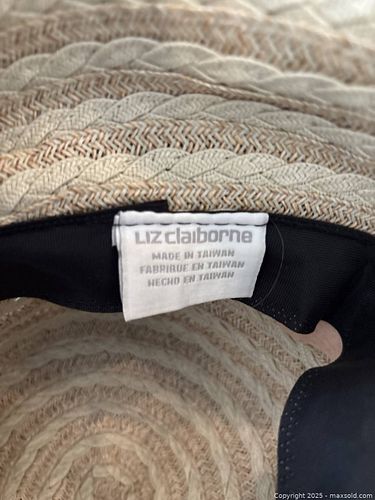 LIZ claiborne
MADE IN TAIWAN
FABRIQUE EN TAIWAN
HECHO EN TAIWAN
Copyright 2025 - maxsold.com